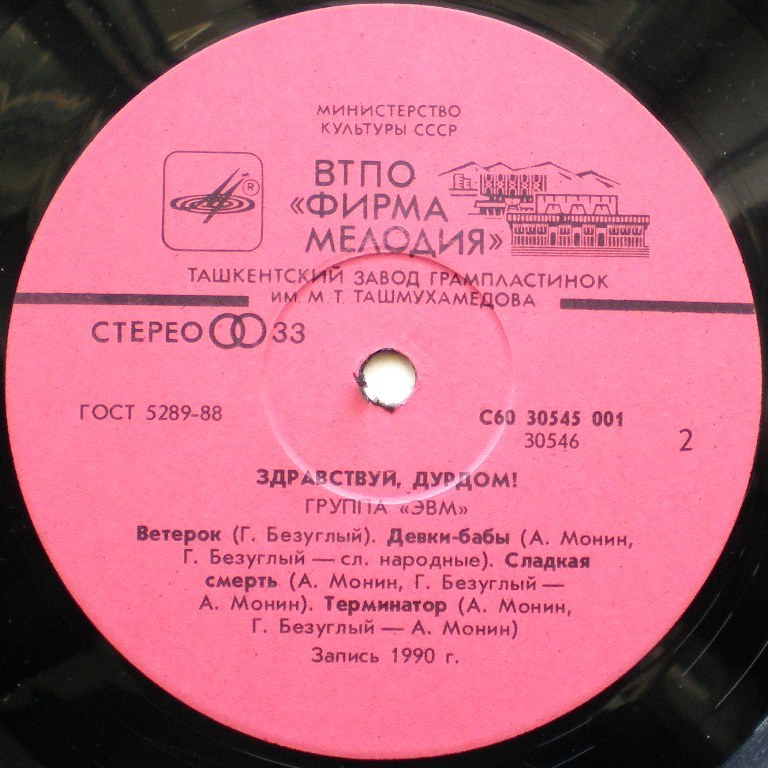 МИНИСТЕРСТВО
КУЛЬТУРЫ СССР
ВТПО
«ФИРМА
МЕЛОДИЯ»
®
ТАШКЕНТСКИЙ ЗАВОД ГРАМПЛАСТИНОК
ИМ. М. Т. ТАШМУХАМЕДОВА
СТЕРЕО 33
ГОСТ 5289-88
С60 30545 001
30546
2
ЗДРАВСТВУЙ, ДУРДОМ!
ГРУППА «ЭВМ»
Ветерок (Г. Безуглый). Девки-бабы (А. Монин,
Г. Безуглый — сл. народные). Сладкая
смерть (А. Монин, Г. Безуглый —
А. Монин). Терминатор (А. Монин,
Г. Безуглый — А. Монин)
Запись 1990 г.